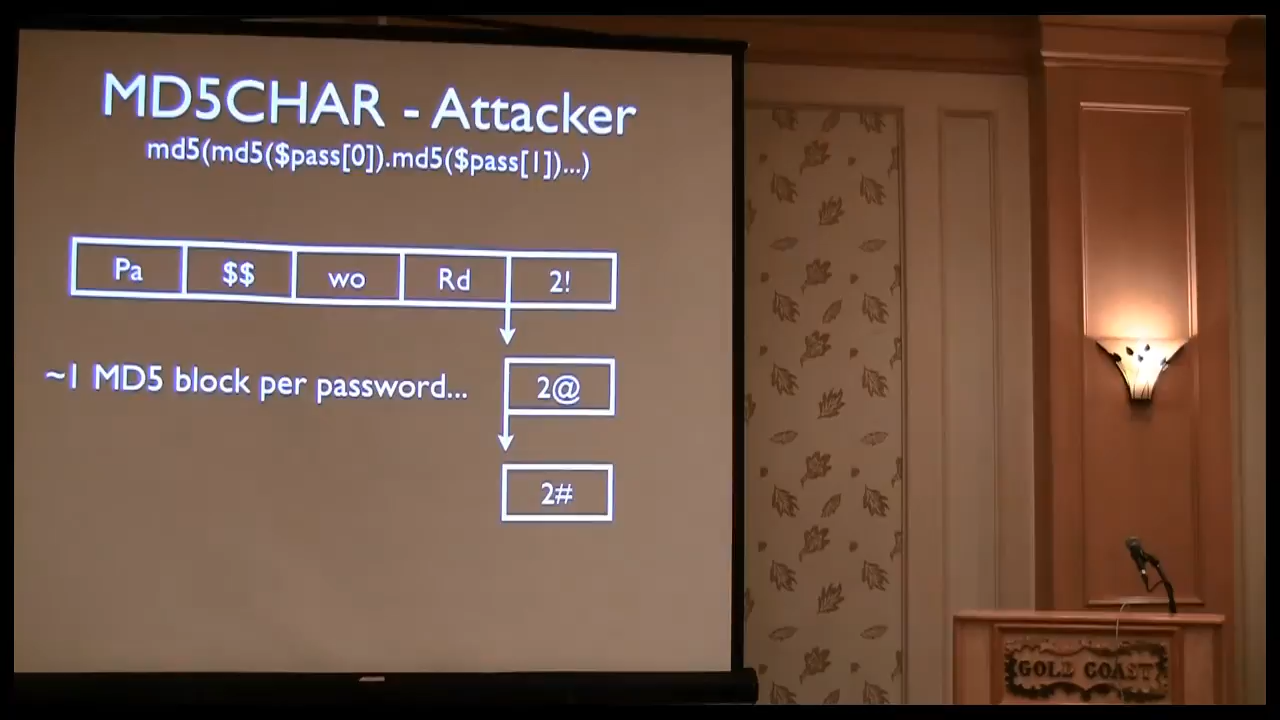 MD5CHAR - Attacker
md5(md5($pass[0]).md5($pass[1])...)
Pa $$ wo Rd 2!
~1 MD5 block per password...
2@
2#
GOLD COAST